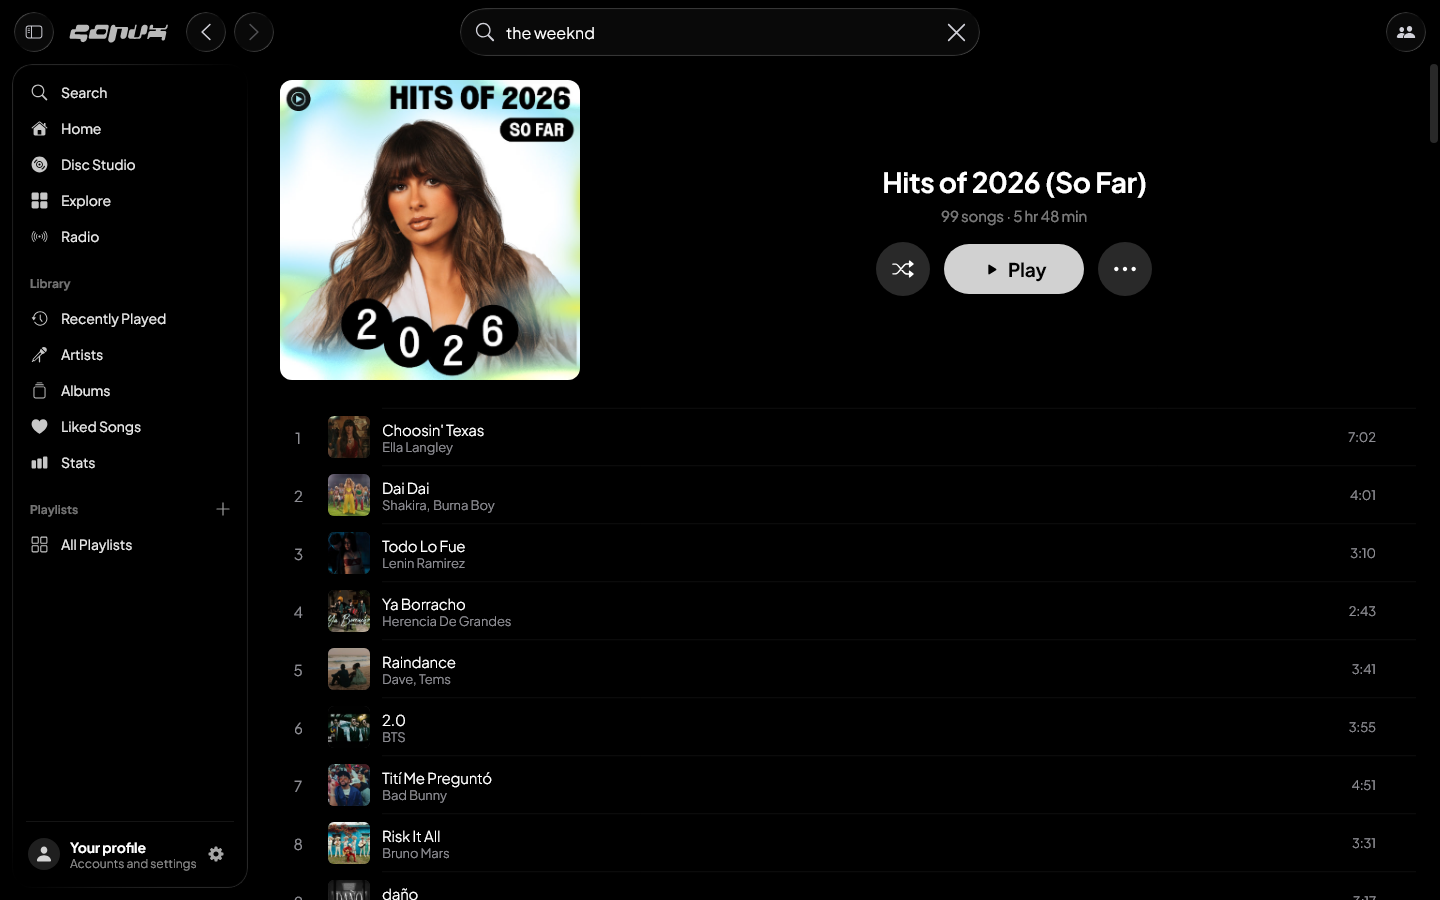 the weeknd
Search
Home
Disc Studio
Explore
Radio
Library
Recently Played
Artists
Albums
Liked Songs
Stats
Playlists
All Playlists
Your profile
Accounts and settings
HITS OF 2026
SO FAR
2026
Hits of 2026 (So Far)
99 songs · 5 hr 48 min
Play
1
Choosin' Texas
Ella Langley
7:02
2
Dai Dai
Shakira, Burna Boy
4:01
3
Todo Lo Fue
Lenin Ramirez
3:10
4
Ya Borracho
Herencia De Grandes
2:43
5
Raindance
Dave, Tems
3:41
6
2.0
BTS
3:55
7
Tití Me Preguntó
Bad Bunny
4:51
8
Risk It All
Bruno Mars
3:31
daño